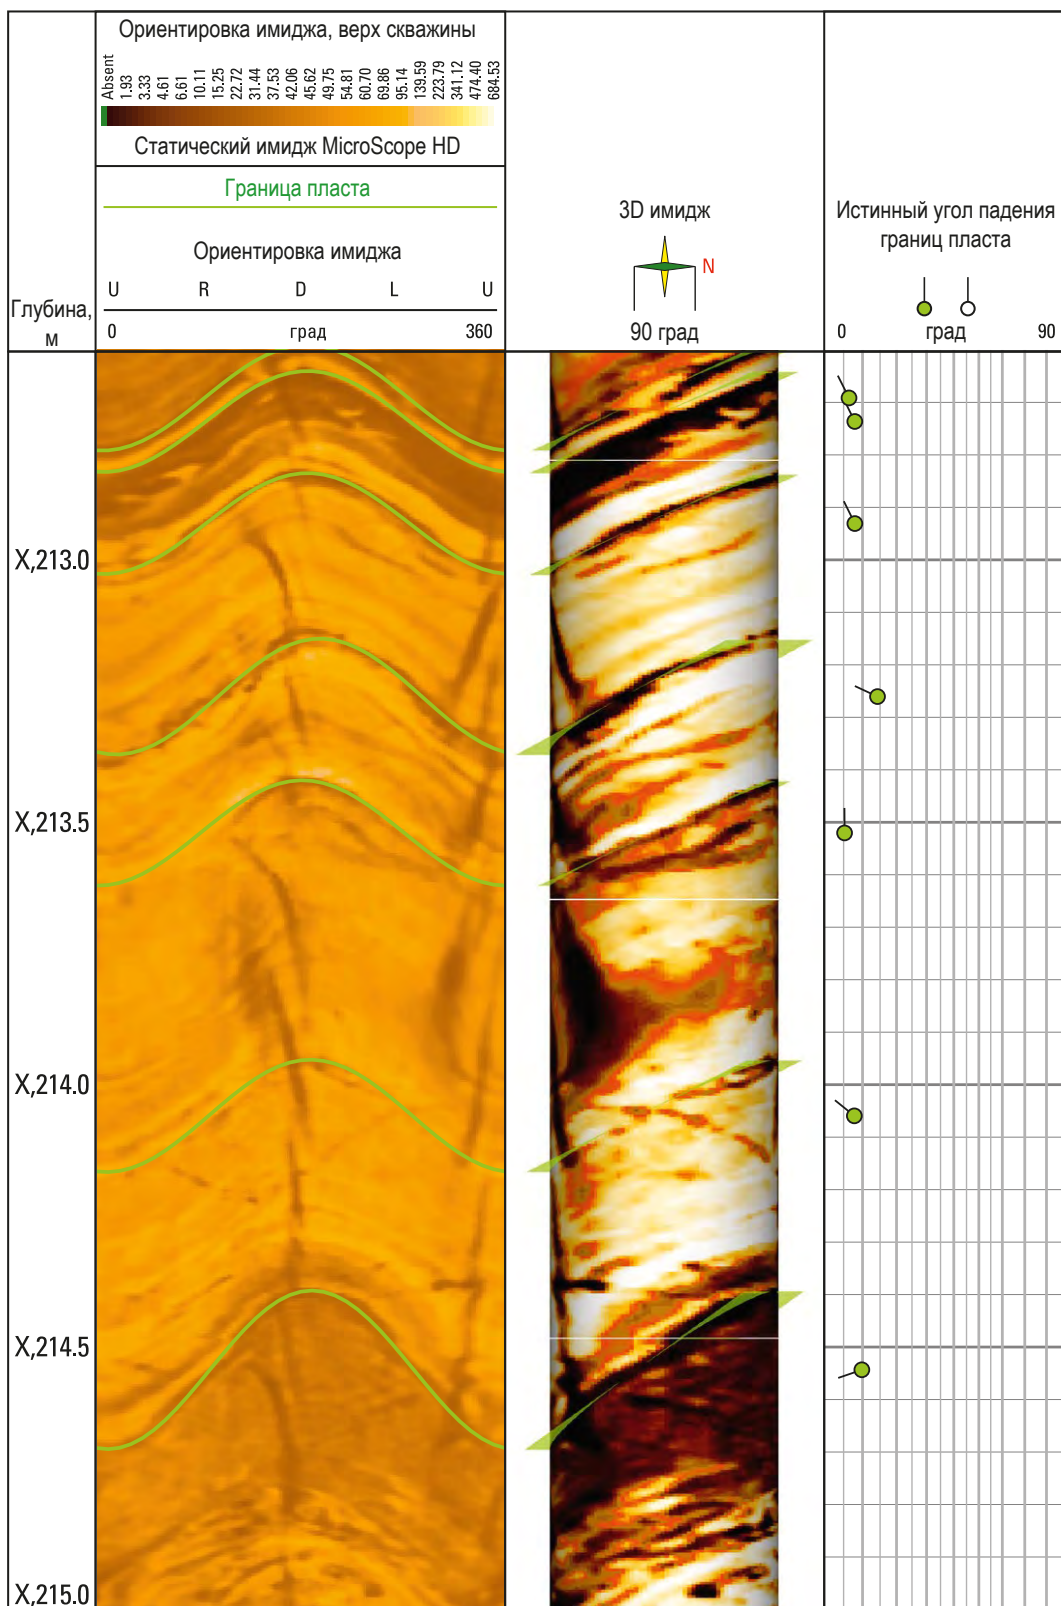 Ориентировка имиджа, верх скважины
Absent 1.93 3.33 4.61 6.61 10.11 15.25 22.72 31.44 37.53 42.06 45.62 49.75 54.81 60.70 69.86 95.14 139.59 223.79 341.12 474.40 684.53
Статический имидж MicroScope HD
Граница пласта
Ориентировка имиджа
U R D L U
0 град 360
Глубина,
м
3D имидж
N
90 град
Истинный угол падения
границ пласта
0 град 90
X,213.0
X,213.5
X,214.0
X,214.5
X,215.0